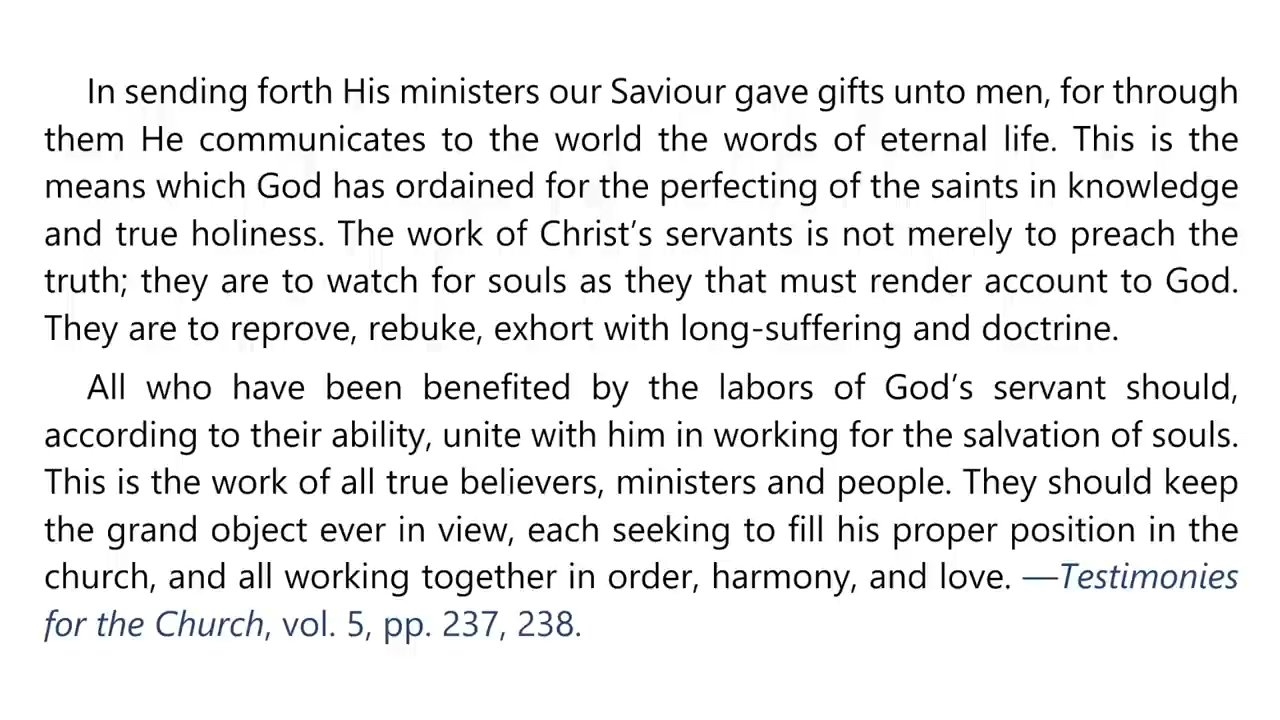 In sending forth His ministers our Saviour gave gifts unto men, for through
them He communicates to the world the words of eternal life. This is the
means which God has ordained for the perfecting of the saints in knowledge
and true holiness. The work of Christ’s servants is not merely to preach the
truth; they are to watch for souls as they that must render account to God.
They are to reprove, rebuke, exhort with long-suffering and doctrine.
All who have been benefited by the labors of God’s servant should,
according to their ability, unite with him in working for the salvation of souls.
This is the work of all true believers, ministers and people. They should keep
the grand object ever in view, each seeking to fill his proper position in the
church, and all working together in order, harmony, and love. —Testimonies
for the Church, vol. 5, pp. 237, 238.